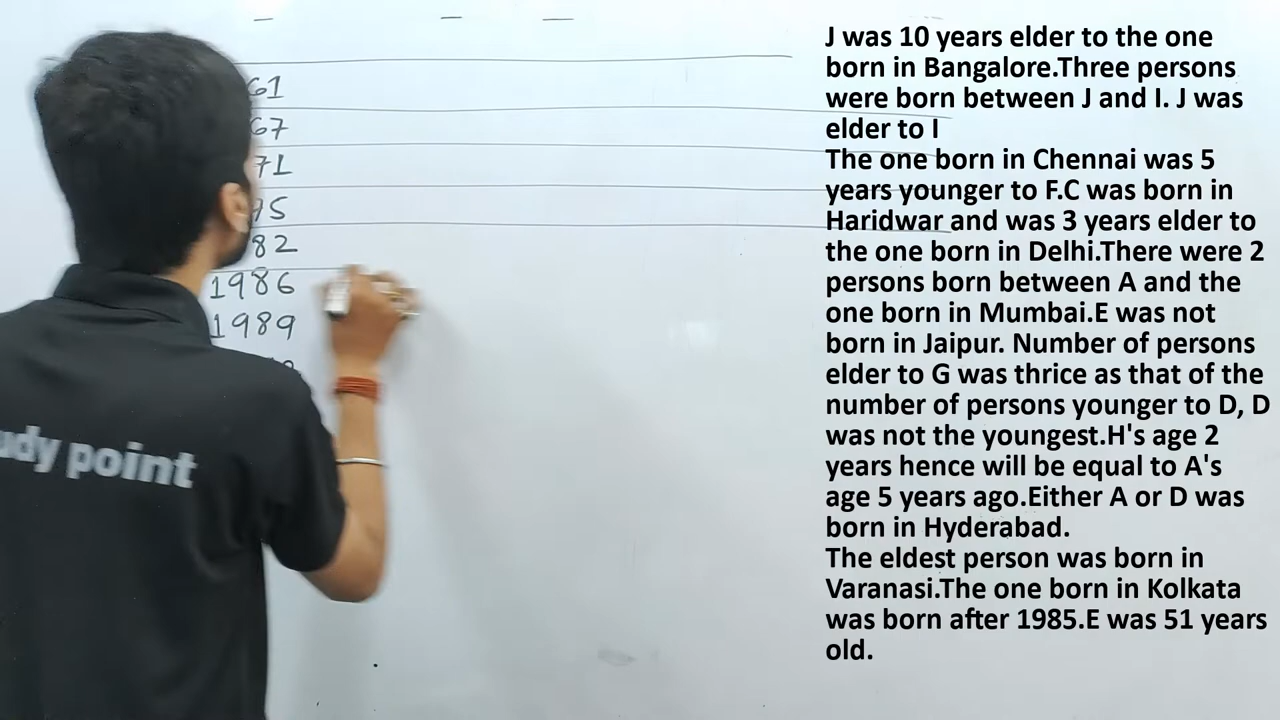 61
67
71
75
82
1986
1989
udy point
J was 10 years elder to the one
born in Bangalore.Three persons
were born between J and I. J was
elder to I
The one born in Chennai was 5
years younger to F.C was born in
Haridwar and was 3 years elder to
the one born in Delhi.There were 2
persons born between A and the
one born in Mumbai.E was not
born in Jaipur. Number of persons
elder to G was thrice as that of the
number of persons younger to D, D
was not the youngest.H's age 2
years hence will be equal to A's
age 5 years ago.Either A or D was
born in Hyderabad.
The eldest person was born in
Varanasi.The one born in Kolkata
was born after 1985.E was 51 years
old.